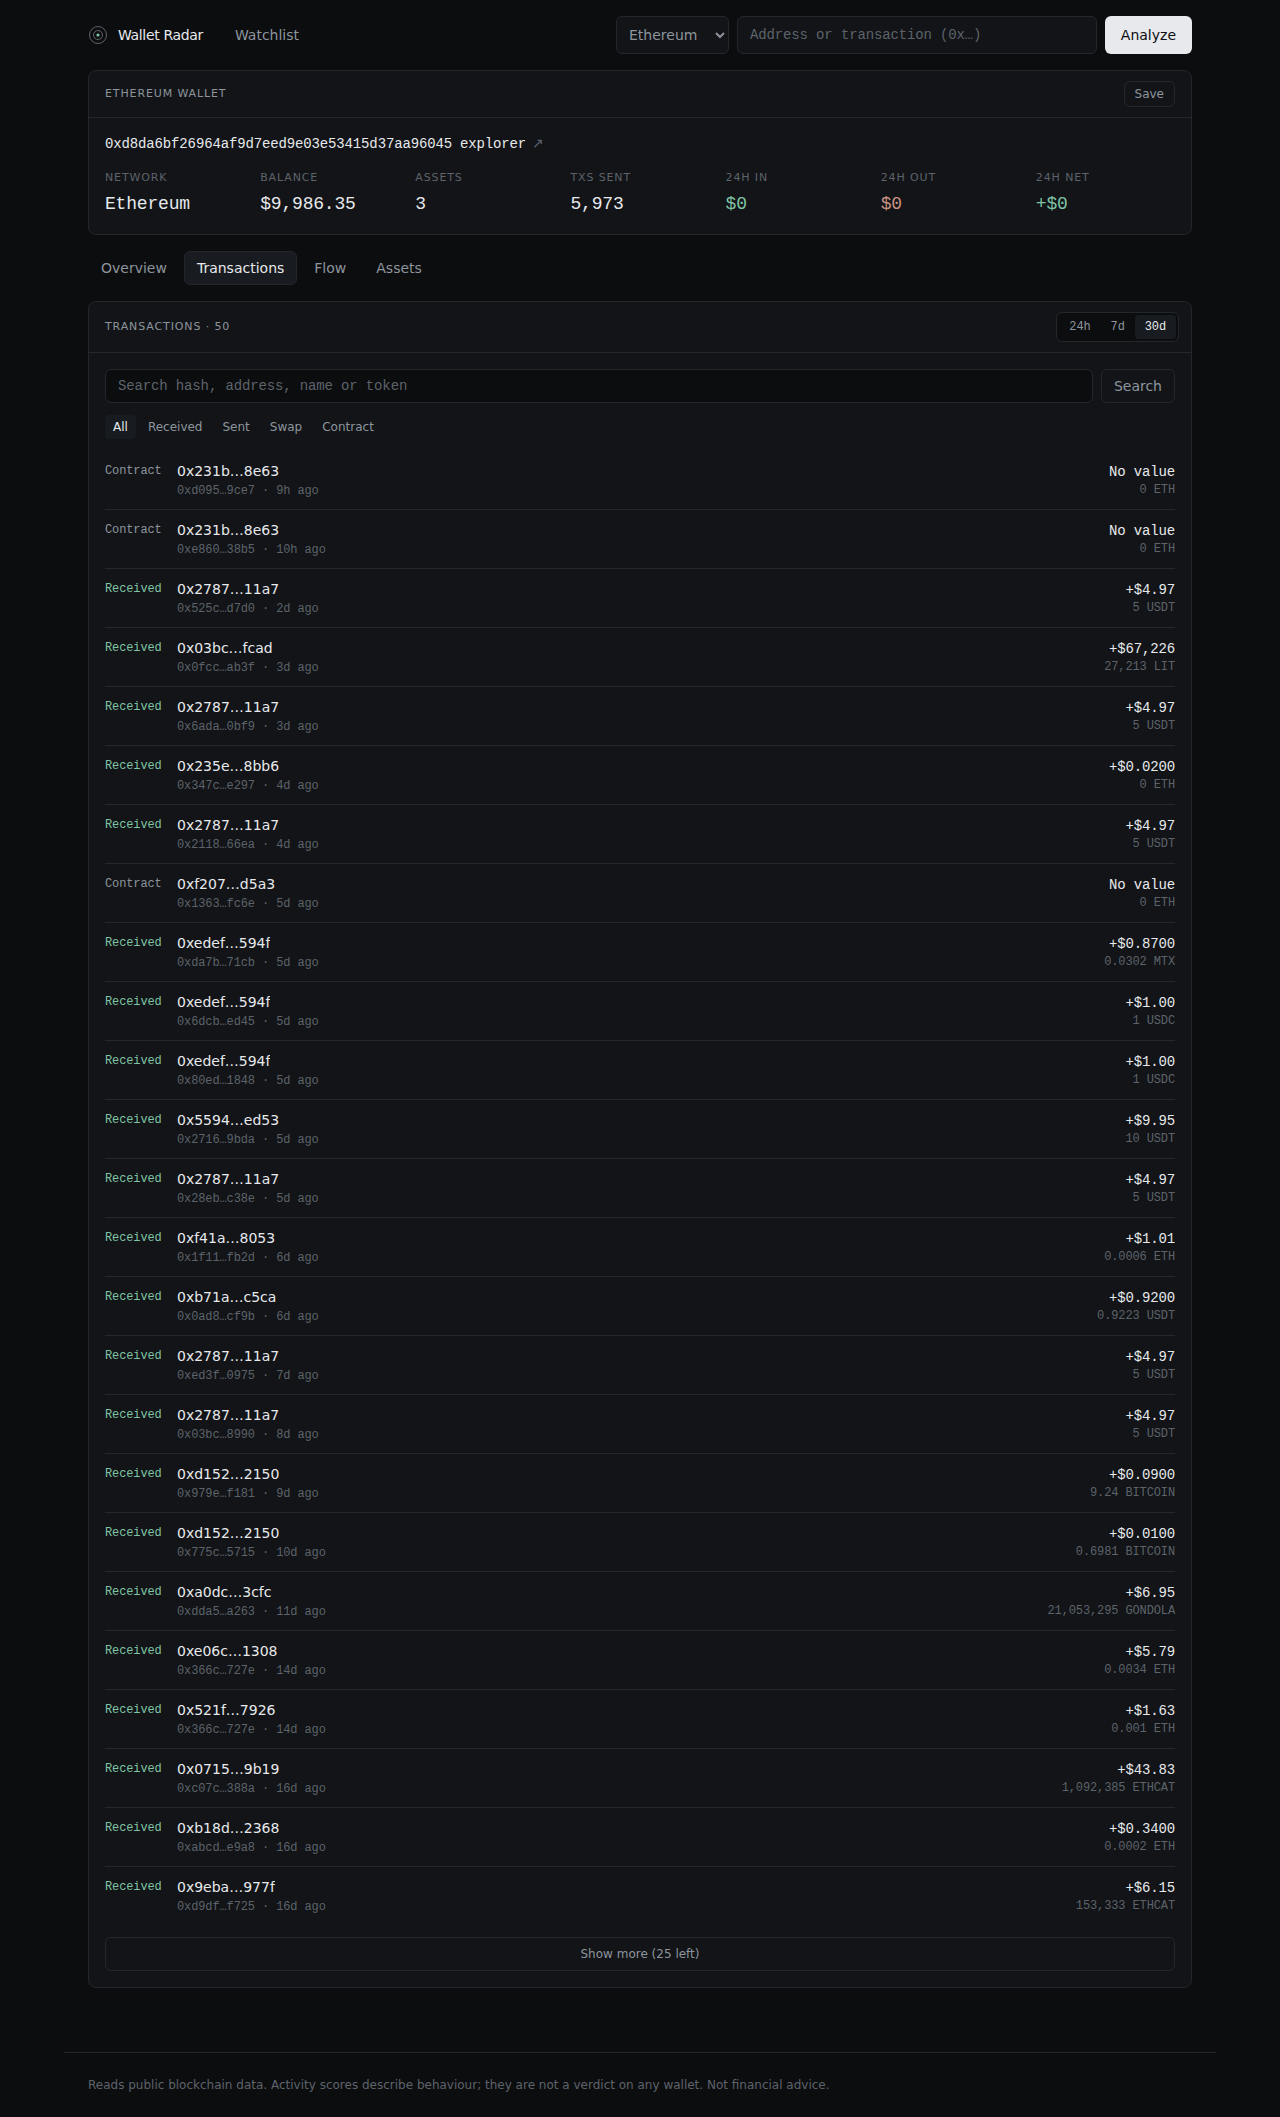 Wallet Radar Watchlist Ethereum Address or transaction (0x…) Analyze
ETHEREUM WALLET Save
0xd8da6bf26964af9d7eed9e03e53415d37aa96045 explorer ↗
NETWORK BALANCE ASSETS TXS SENT 24H IN 24H OUT 24H NET
Ethereum $9,986.35 3 5,973 $0 $0 +$0
Overview Transactions Flow Assets
TRANSACTIONS · 50 24h 7d 30d
Search hash, address, name or token Search
All Received Sent Swap Contract
Contract 0x231b…8e63 No value
0xd095…9ce7 · 9h ago 0 ETH
Contract 0x231b…8e63 No value
0xe860…38b5 · 10h ago 0 ETH
Received 0x2787…11a7 +$4.97
0x525c…d7d0 · 2d ago 5 USDT
Received 0x03bc…fcad +$67,226
0x0fcc…ab3f · 3d ago 27,213 LIT
Received 0x2787…11a7 +$4.97
0x6ada…0bf9 · 3d ago 5 USDT
Received 0x235e…8bb6 +$0.0200
0x347c…e297 · 4d ago 0 ETH
Received 0x2787…11a7 +$4.97
0x2118…66ea · 4d ago 5 USDT
Contract 0xf207…d5a3 No value
0x1363…fc6e · 5d ago 0 ETH
Received 0xedef…594f +$0.8700
0xda7b…71cb · 5d ago 0.0302 MTX
Received 0xedef…594f +$1.00
0x6dcb…ed45 · 5d ago 1 USDC
Received 0xedef…594f +$1.00
0x80ed…1848 · 5d ago 1 USDC
Received 0x5594…ed53 +$9.95
0x2716…9bda · 5d ago 10 USDT
Received 0x2787…11a7 +$4.97
0x28eb…c38e · 5d ago 5 USDT
Received 0xf41a…8053 +$1.01
0x1f11…fb2d · 6d ago 0.0006 ETH
Received 0xb71a…c5ca +$0.9200
0x0ad8…cf9b · 6d ago 0.9223 USDT
Received 0x2787…11a7 +$4.97
0xed3f…0975 · 7d ago 5 USDT
Received 0x2787…11a7 +$4.97
0x03bc…8990 · 8d ago 5 USDT
Received 0xd152…2150 +$0.0900
0x979e…f181 · 9d ago 9.24 BITCOIN
Received 0xd152…2150 +$0.0100
0x775c…5715 · 10d ago 0.6981 BITCOIN
Received 0xa0dc…3cfc +$6.95
0xdda5…a263 · 11d ago 21,053,295 GONDOLA
Received 0xe06c…1308 +$5.79
0x366c…727e · 14d ago 0.0034 ETH
Received 0x521f…7926 +$1.63
0x366c…727e · 14d ago 0.001 ETH
Received 0x0715…9b19 +$43.83
0xc07c…388a · 16d ago 1,092,385 ETHCAT
Received 0xb18d…2368 +$0.3400
0xabcd…e9a8 · 16d ago 0.0002 ETH
Received 0x9eba…977f +$6.15
0xd9df…f725 · 16d ago 153,333 ETHCAT
Show more (25 left)
Reads public blockchain data. Activity scores describe behaviour; they are not a verdict on any wallet. Not financial advice.